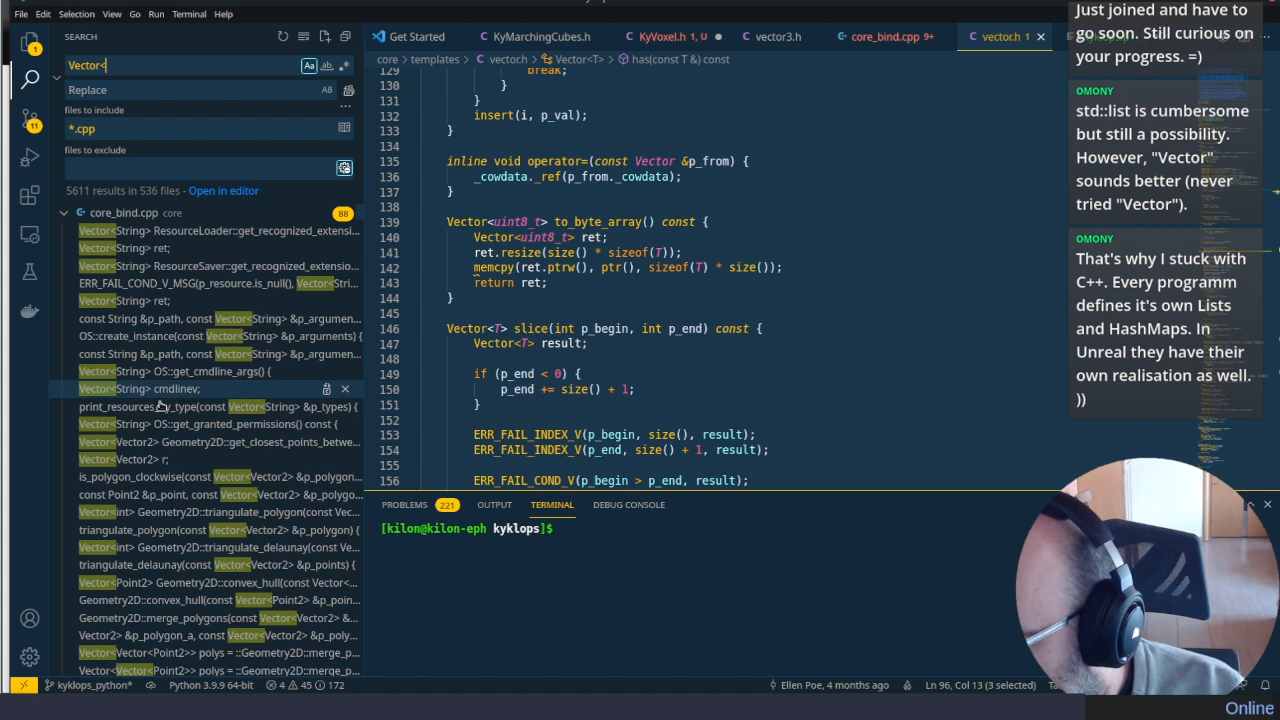 File Edit Selection View Go Run Terminal Help
SEARCH
Vector<
Aa ab .*
Replace
AB
files to include
*.cpp
files to exclude
5611 results in 536 files - Open in editor
core_bind.cpp core
88
Vector<String> ResourceLoader::get_recognized_extensi...
Vector<String> ret;
Vector<String> ResourceSaver::get_recognized_extensio...
ERR_FAIL_COND_V_MSG(p_resource.is_null(), Vector<Stri...
Vector<String> ret;
const String &p_path, const Vector<String> &p_argumen...
OS::create_instance(const Vector<String> &p_arguments) {
const String &p_path, const Vector<String> &p_argumen...
Vector<String> OS::get_cmdline_args() {
Vector<String> cmdlinev;
print_resources_by_type(const Vector<String> &p_types) {
Vector<String> OS::get_granted_permissions() const {
Vector<Vector2> Geometry2D::get_closest_points_betwe...
Vector<Vector2> r;
is_polygon_clockwise(const Vector<Vector2> &p_polygon...
const Point2 &p_point, const Vector<Vector2> &p_polygo...
Vector<int> Geometry2D::triangulate_polygon(const Vec...
triangulate_polygon(const Vector<Vector2> &p_polygon) {
Vector<int> Geometry2D::triangulate_delaunay(const Ve...
triangulate_delaunay(const Vector<Vector2> &p_points) {
Vector<Point2> Geometry2D::convex_hull(const Vector<...
Geometry2D::convex_hull(const Vector<Point2> &p_poin...
Geometry2D::merge_polygons(const Vector<Vector2> &...
Vector2> &p_polygon_a, const Vector<Vector2> &p_poly...
Vector<Vector<Point2>> polys = ::Geometry2D::merge_p...
Vector<Vector<Point2>> polys = ::Geometry2D::merge_p...
1
11
Get Started KyMarchingCubes.h KyVoxel.h 1, U vector3.h core_bind.cpp 9+ vector.h 1
core > templates > vector.h > Vector<T> > has(const T &) const
129 break;
130 }
131 }
132 insert(i, p_val);
133 }
134
135 inline void operator=(const Vector &p_from) {
136 _cowdata._ref(p_from._cowdata);
137 }
138
139 Vector<uint8_t> to_byte_array() const {
140 Vector<uint8_t> ret;
141 ret.resize(size() * sizeof(T));
142 memcpy(ret.ptrw(), ptr(), sizeof(T) * size());
143 return ret;
144 }
145
146 Vector<T> slice(int p_begin, int p_end) const {
147 Vector<T> result;
148
149 if (p_end < 0) {
150 p_end += size() + 1;
151 }
152
153 ERR_FAIL_INDEX_V(p_begin, size(), result);
154 ERR_FAIL_INDEX_V(p_end, size() + 1, result);
155
156 ERR_FAIL_COND_V(p_begin > p_end, result);
PROBLEMS 221 OUTPUT TERMINAL DEBUG CONSOLE
[kilon@kilon-eph kyklops]$
Just joined and have to
go soon. Still curious on
your progress. =)
OMONY
std::list is cumbersome
but still a possibility.
However, "Vector"
sounds better (never
tried "Vector").
OMONY
That's why I stuck with
C++. Every programm
defines it's own Lists
and HashMaps. In
Unreal they have their
own realisation as well.
))
kyklops_python* Python 3.9.9 64-bit 4 45 172
Ellen Poe, 4 months ago Ln 96, Col 13 (3 selected)
Online